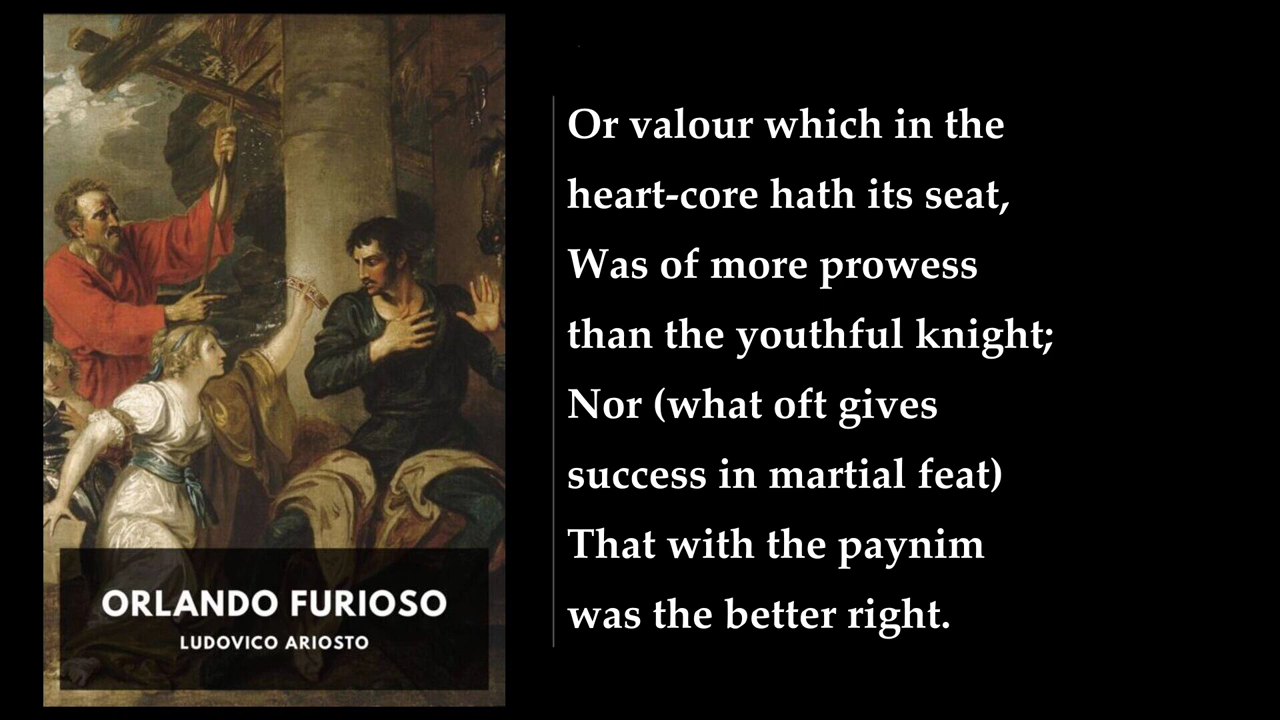 ORLANDO FURIOSO
LUDOVICO ARIOSTO
Or valour which in the
heart-core hath its seat,
Was of more prowess
than the youthful knight;
Nor (what oft gives
success in martial feat)
That with the paynim
was the better right.